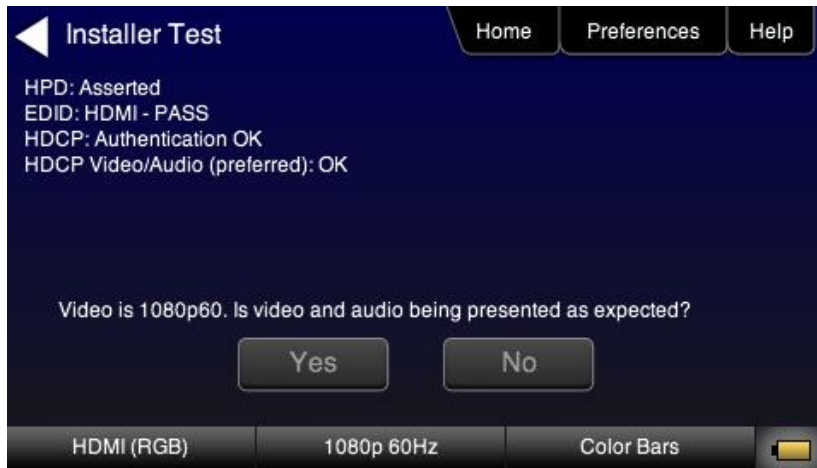 Installer Test
Home
Preferences
Help
HPD: Asserted
EDID: HDMI - PASS
HDCP: Authentication OK
HDCP Video/Audio (preferred): OK
Video is 1080p60. Is video and audio being presented as expected?
Yes
No
HDMI (RGB)
1080p 60Hz
Color Bars